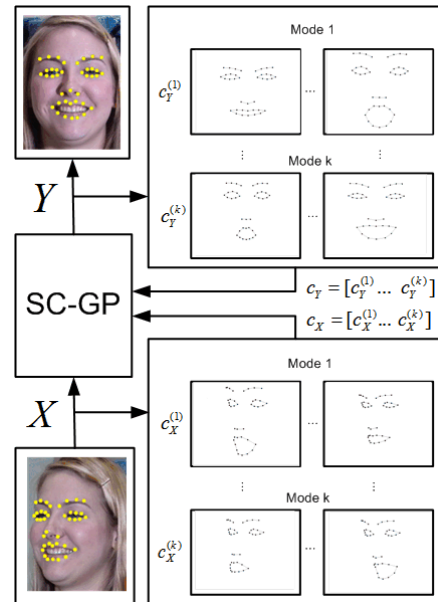 Mode 1
c_Y^{(1)}
...
⋮ ⋮
Mode k
c_Y^{(k)}
...
Y
SC-GP
c_Y = [c_Y^{(1)} ... c_Y^{(k)}]
c_X = [c_X^{(1)} ... c_X^{(k)}]
X
Mode 1
c_X^{(1)}
...
⋮ ⋮
Mode k
c_X^{(k)}
...